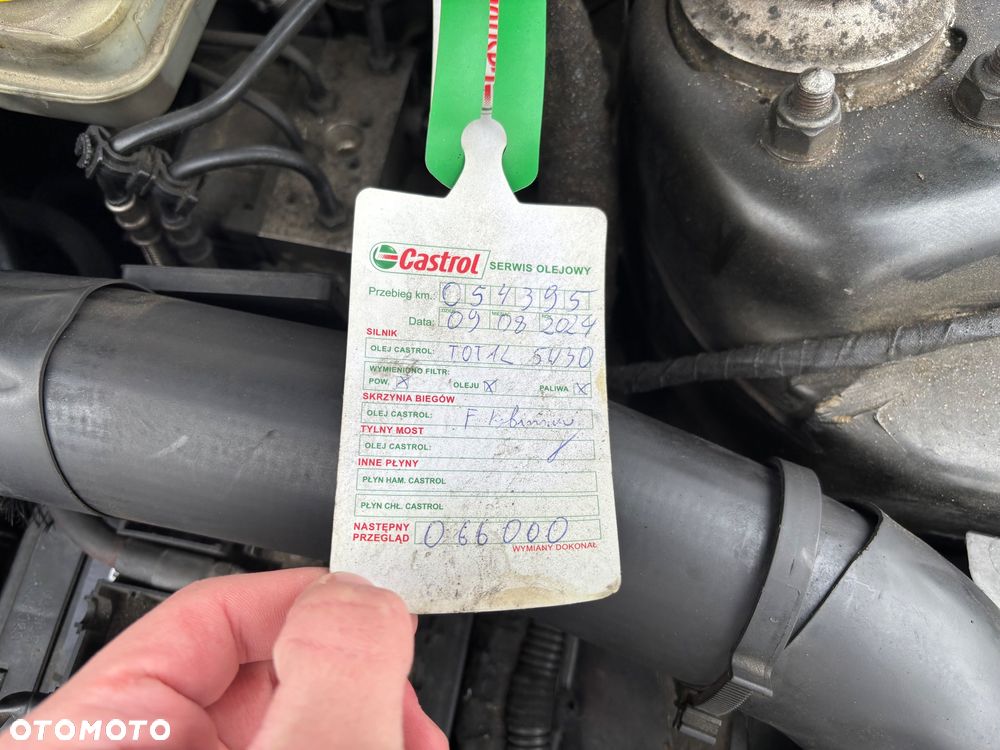 Castrol SERWIS OLEJOWY
Przebieg km.: 054395
Data: 09 08 2024
SILNIK
OLEJ CASTROL: TOTAL 5W30
WYMIENIONO FILTR:
POW. X OLEJU X PALIWA X
SKRZYNIA BIEGÓW
OLEJ CASTROL: F
TYLNY MOST
OLEJ CASTROL:
INNE PŁYNY
PŁYN HAM. CASTROL
PŁYN CHŁ. CASTROL
NASTĘPNY PRZEGLĄD 066000
WYMIANY DOKONAŁ
OTOMOTO